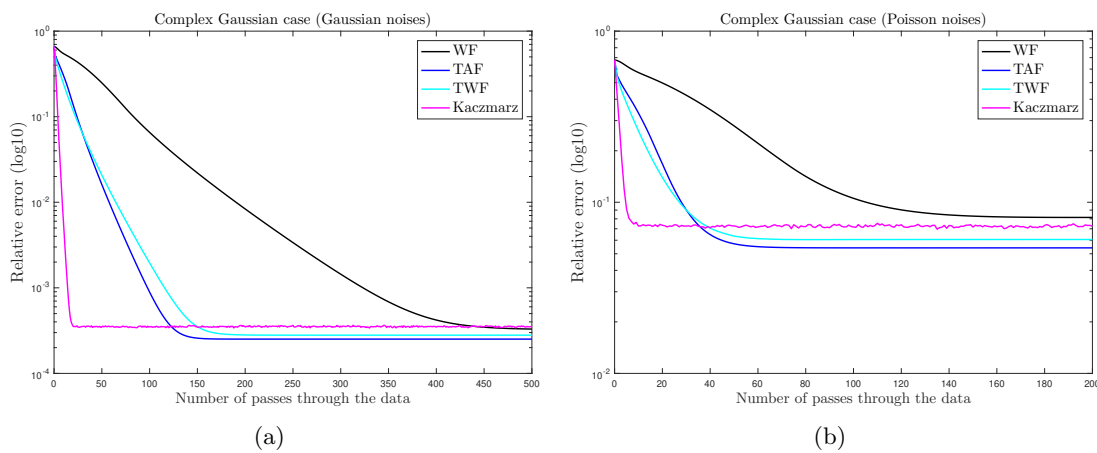 Complex Gaussian case (Gaussian noises)
Relative error (log10)
10^0
10^-1
10^-2
10^-3
10^-4
WF
TAF
TWF
Kaczmarz
0 50 100 150 200 250 300 350 400 450 500
Number of passes through the data
(a)
Complex Gaussian case (Poisson noises)
Relative error (log10)
10^0
10^-1
10^-2
WF
TAF
TWF
Kaczmarz
0 20 40 60 80 100 120 140 160 180 200
Number of passes through the data
(b)